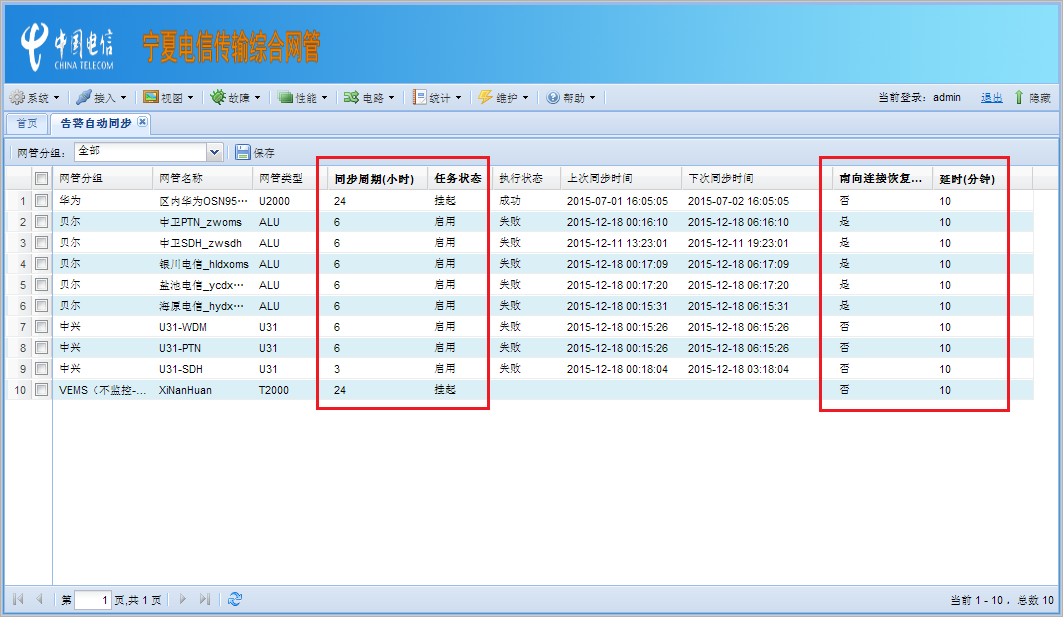 中国电信 CHINA TELECOM 宁夏电信传输综合网管
系统 接入 视图 故障 性能 电路 统计 维护 帮助 当前登录： admin 退出 隐藏
首页 告警自动同步
网管分组： 全部 保存
网管分组 网管名称 网管类型 同步周期(小时) 任务状态 执行状态 上次同步时间 下次同步时间 南向连接恢复... 延时(分钟)
1 华为 区内华为OSN95... U2000 24 挂起 成功 2015-07-01 16:05:05 2015-07-02 16:05:05 否 10
2 贝尔 中卫PTN_zwoms ALU 6 启用 失败 2015-12-18 00:16:10 2015-12-18 06:16:10 是 10
3 贝尔 中卫SDH_zwsdh ALU 6 启用 失败 2015-12-11 13:23:01 2015-12-11 19:23:01 是 10
4 贝尔 银川电信_hldxoms ALU 6 启用 失败 2015-12-18 00:17:09 2015-12-18 06:17:09 是 10
5 贝尔 盐池电信_ycdx... ALU 6 启用 失败 2015-12-18 00:17:20 2015-12-18 06:17:20 是 10
6 贝尔 海原电信_hydx... ALU 6 启用 失败 2015-12-18 00:15:31 2015-12-18 06:15:31 是 10
7 中兴 U31-WDM U31 6 启用 失败 2015-12-18 00:15:26 2015-12-18 06:15:26 否 10
8 中兴 U31-PTN U31 6 启用 失败 2015-12-18 00:15:26 2015-12-18 06:15:26 否 10
9 中兴 U31-SDH U31 3 启用 失败 2015-12-18 00:18:04 2015-12-18 03:18:04 否 10
10 VEMS（不监控-... XiNanHuan T2000 24 挂起 否 10
第 1 页,共 1 页 当前 1 - 10 ，总数 10